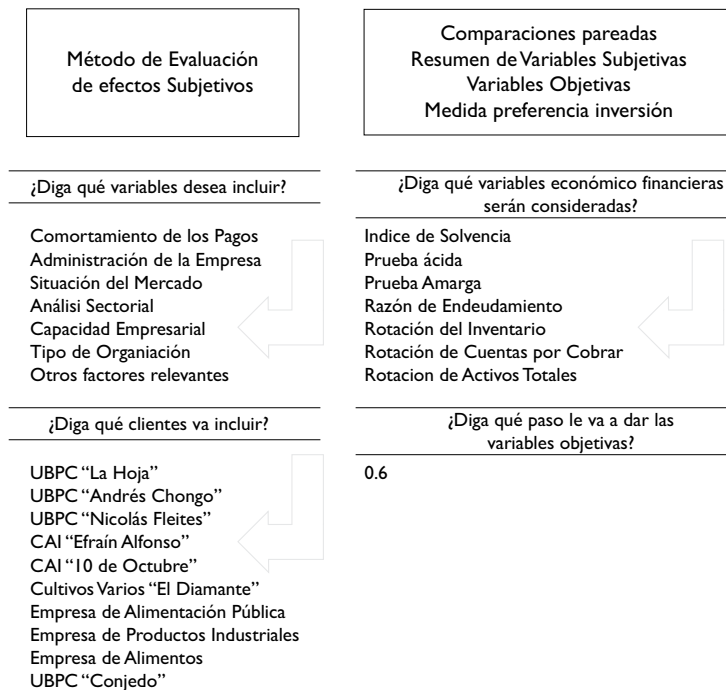 Método de Evaluación
de efectos Subjetivos
Comparaciones pareadas
Resumen de Variables Subjetivas
Variables Objetivas
Medida preferencia inversión
¿Diga qué variables desea incluir?
Comortamiento de los Pagos
Administración de la Empresa
Situación del Mercado
Análisi Sectorial
Capacidad Empresarial
Tipo de Organiación
Otros factores relevantes
¿Diga qué variables económico financieras
serán consideradas?
Indice de Solvencia
Prueba ácida
Prueba Amarga
Razón de Endeudamiento
Rotación del Inventario
Rotación de Cuentas por Cobrar
Rotacion de Activos Totales
¿Diga qué clientes va incluir?
UBPC “La Hoja”
UBPC “Andrés Chongo”
UBPC “Nicolás Fleites”
CAI “Efraín Alfonso”
CAI “10 de Octubre”
Cultivos Varios “El Diamante”
Empresa de Alimentación Pública
Empresa de Productos Industriales
Empresa de Alimentos
UBPC “Conjedo”
¿Diga qué paso le va a dar las
variables objetivas?
0.6